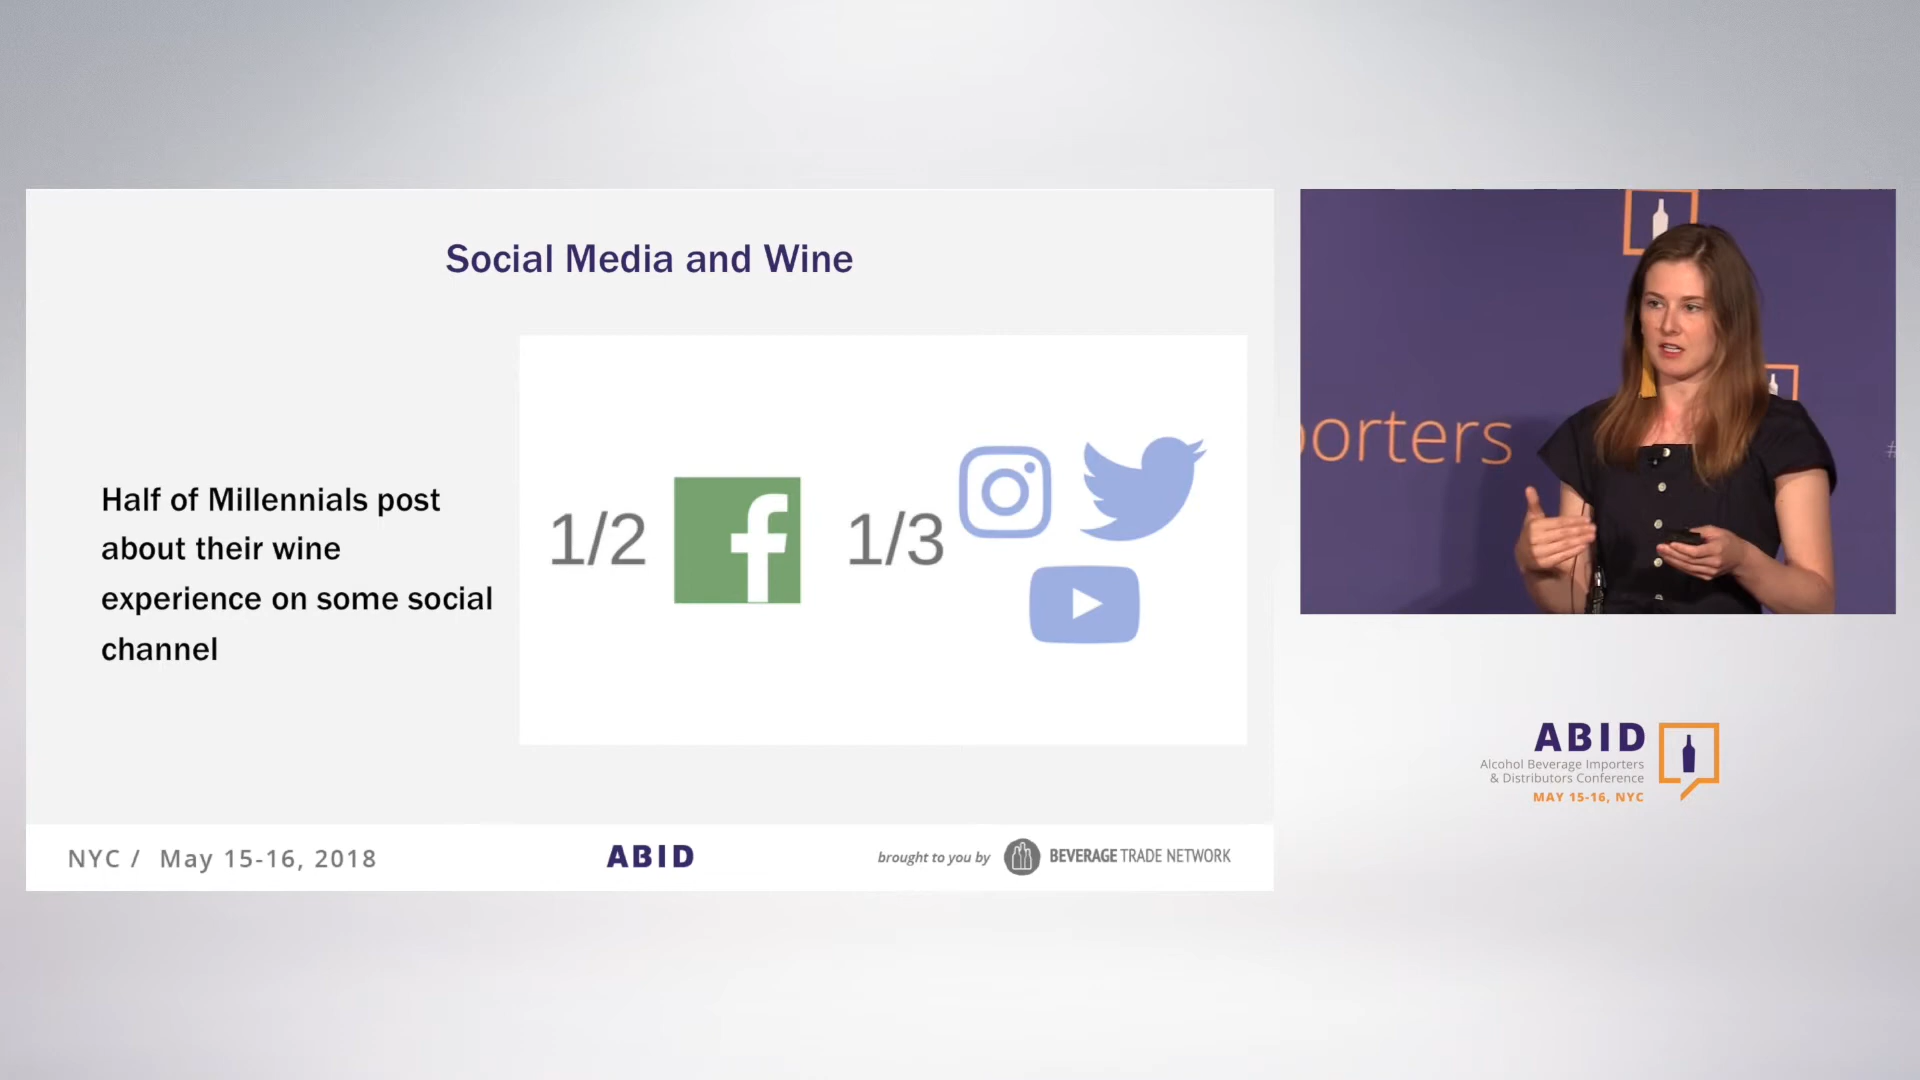 Social Media and Wine
Half of Millennials post
about their wine
experience on some social
channel
1/2
1/3
NYC / May 15-16, 2018
ABID
brought to you by
BEVERAGE TRADE NETWORK
orters
#
ABID
Alcohol Beverage Importers
& Distributors Conference
MAY 15-16, NYC